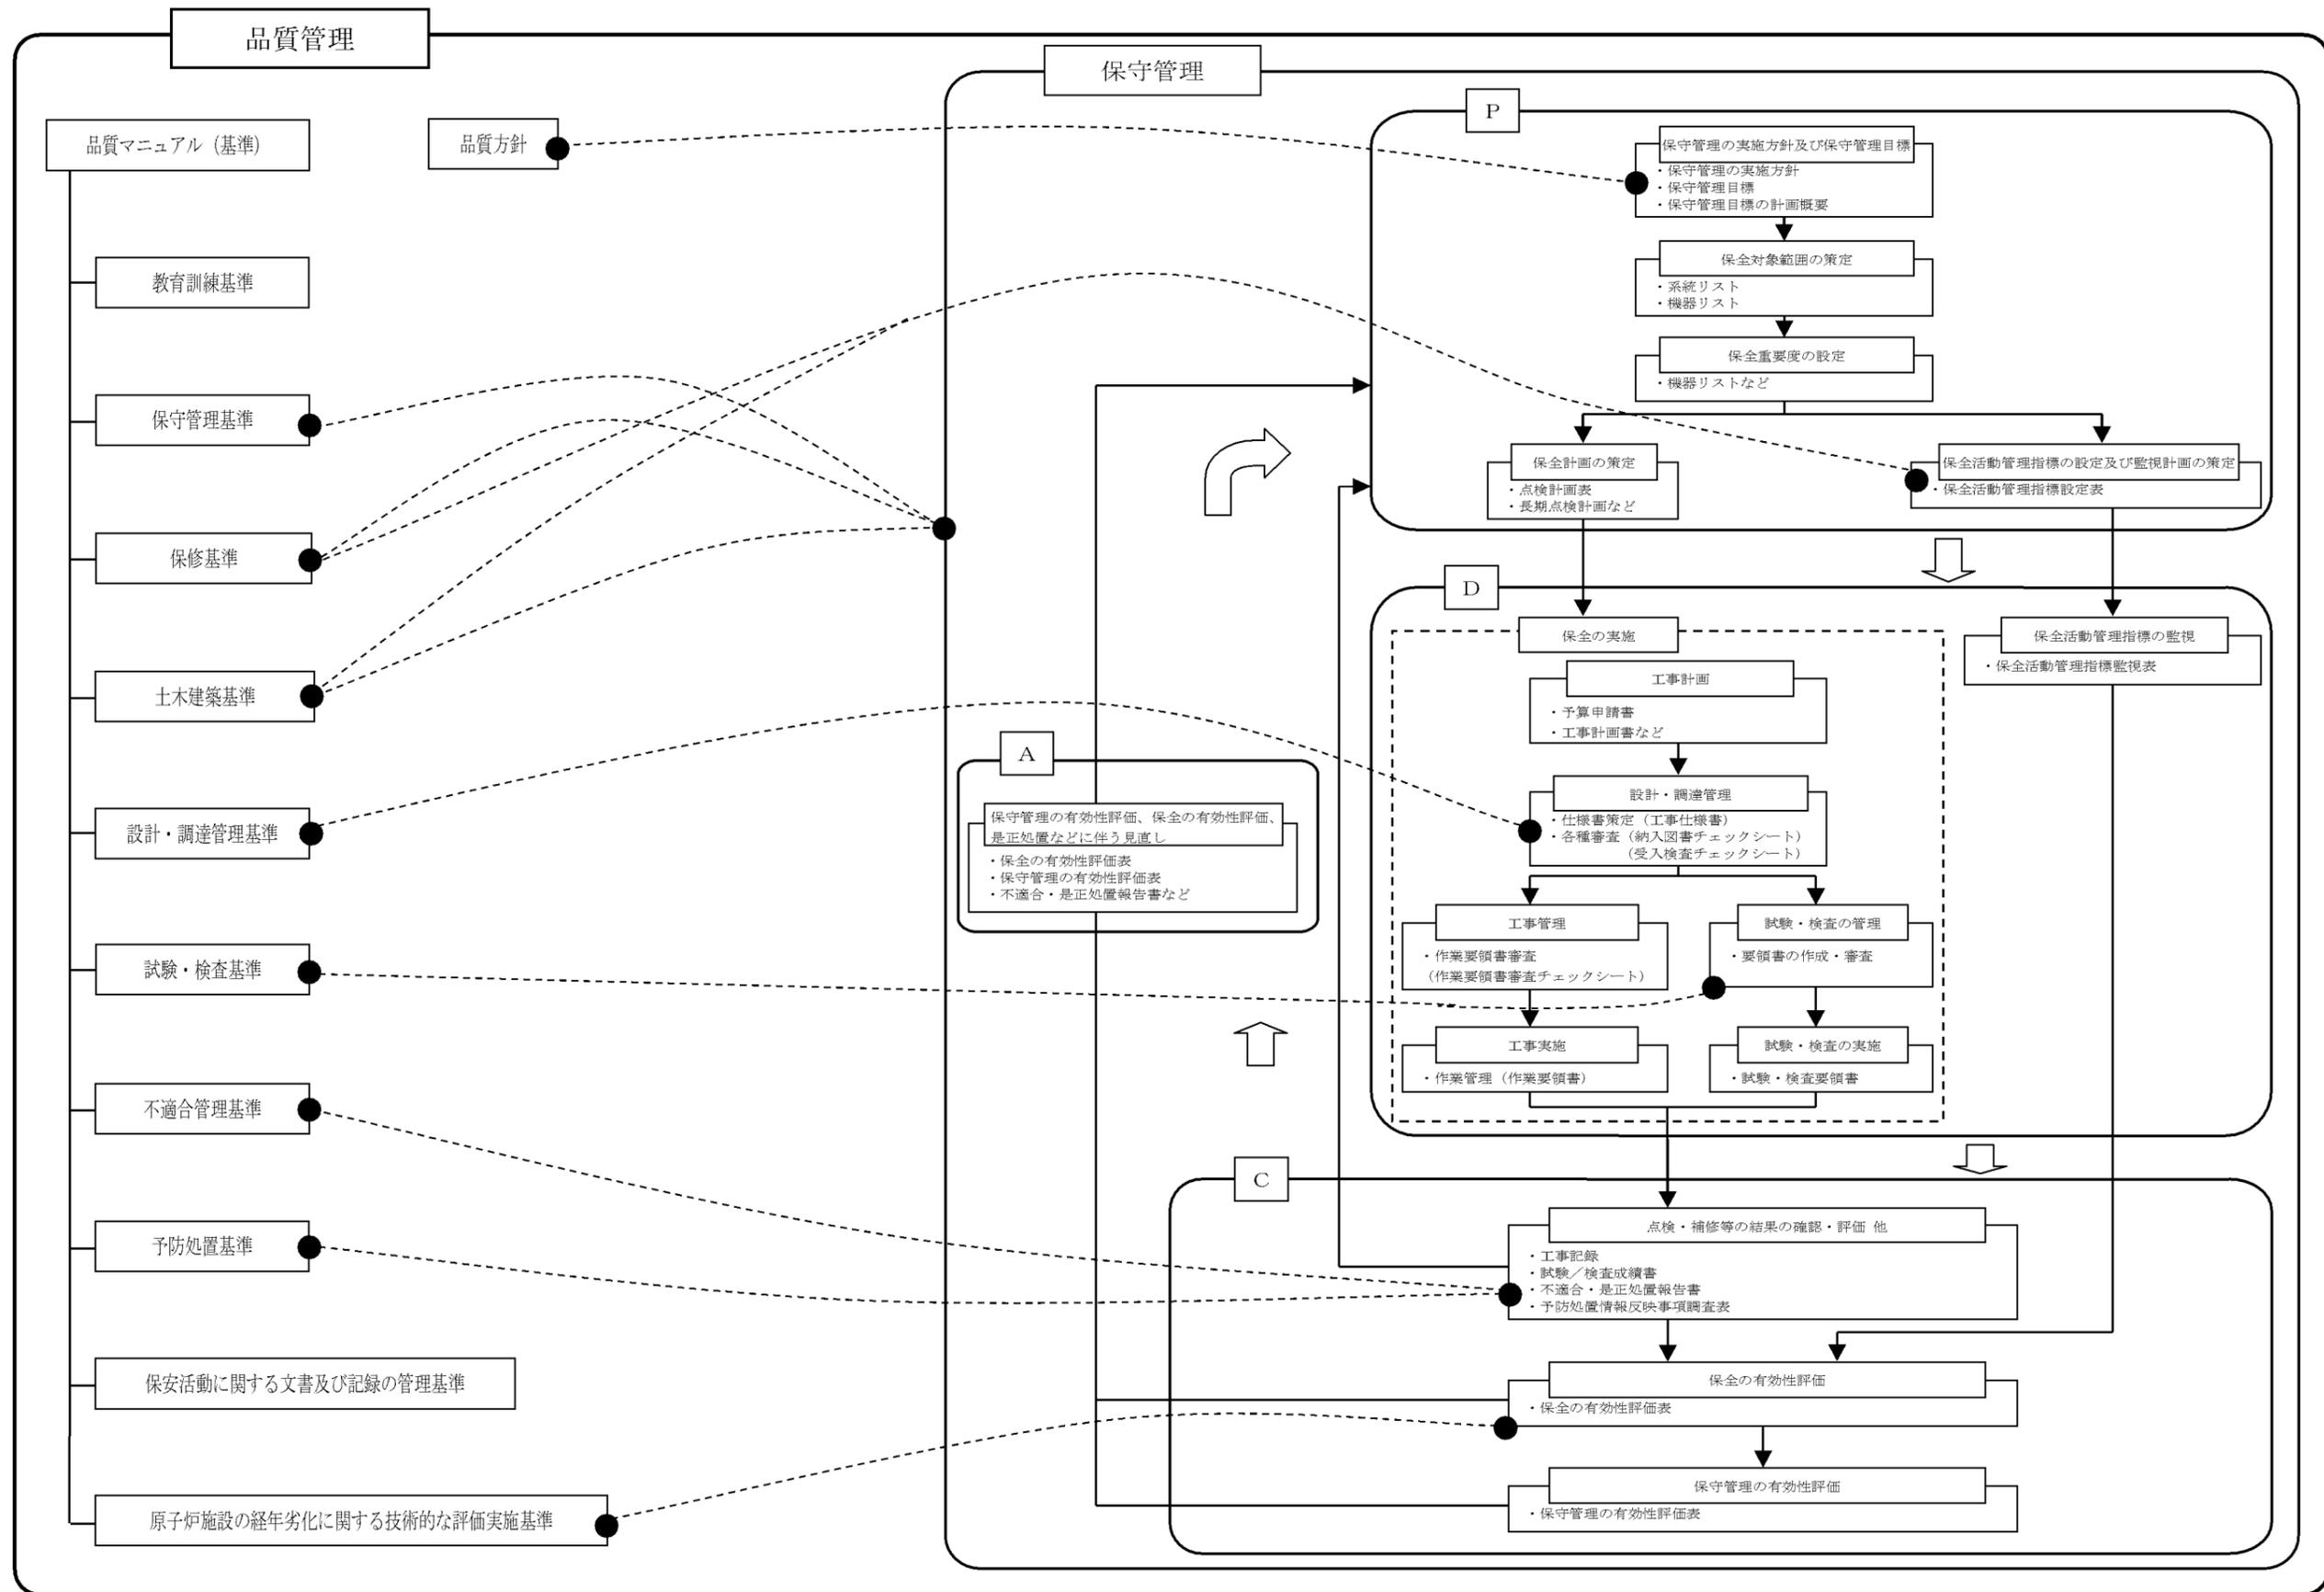 品質管理
品質マニュアル（基準）
品質方針
教育訓練基準
保守管理基準
保修基準
土木建築基準
設計・調達管理基準
試験・検査基準
不適合管理基準
予防処置基準
保安活動に関する文書及び記録の管理基準
原子炉施設の経年劣化に関する技術的な評価実施基準
保守管理
P
保守管理の実施方針及び保守管理目標
・保守管理の実施方針
・保守管理目標
・保守管理目標の計画概要
保全対象範囲の策定
・系統リスト
・機器リスト
保全重要度の設定
・機器リストなど
保全計画の策定
・点検計画表
・長期点検計画など
保全活動管理指標の設定及び監視計画の策定
・保全活動管理指標設定表
D
保全の実施
工事計画
・予算申請書
・工事計画書など
設計・調達管理
・仕様書策定（工事仕様書）
・各種審査（納入図書チェックシート）
（受入検査チェックシート）
工事管理
・作業要領書審査
（作業要領書審査チェックシート）
試験・検査の管理
・要領書の作成・審査
工事実施
・作業管理（作業要領書）
試験・検査の実施
・試験・検査要領書
保全活動管理指標の監視
・保全活動管理指標監視表
A
保守管理の有効性評価、保全の有効性評価、
是正処置などに伴う見直し
・保全の有効性評価表
・保守管理の有効性評価表
・不適合・是正処置報告書など
C
点検・補修等の結果の確認・評価 他
・工事記録
・試験／検査成績書
・不適合・是正処置報告書
・予防処置情報反映事項調査表
保全の有効性評価
・保全の有効性評価表
保守管理の有効性評価
・保守管理の有効性評価表